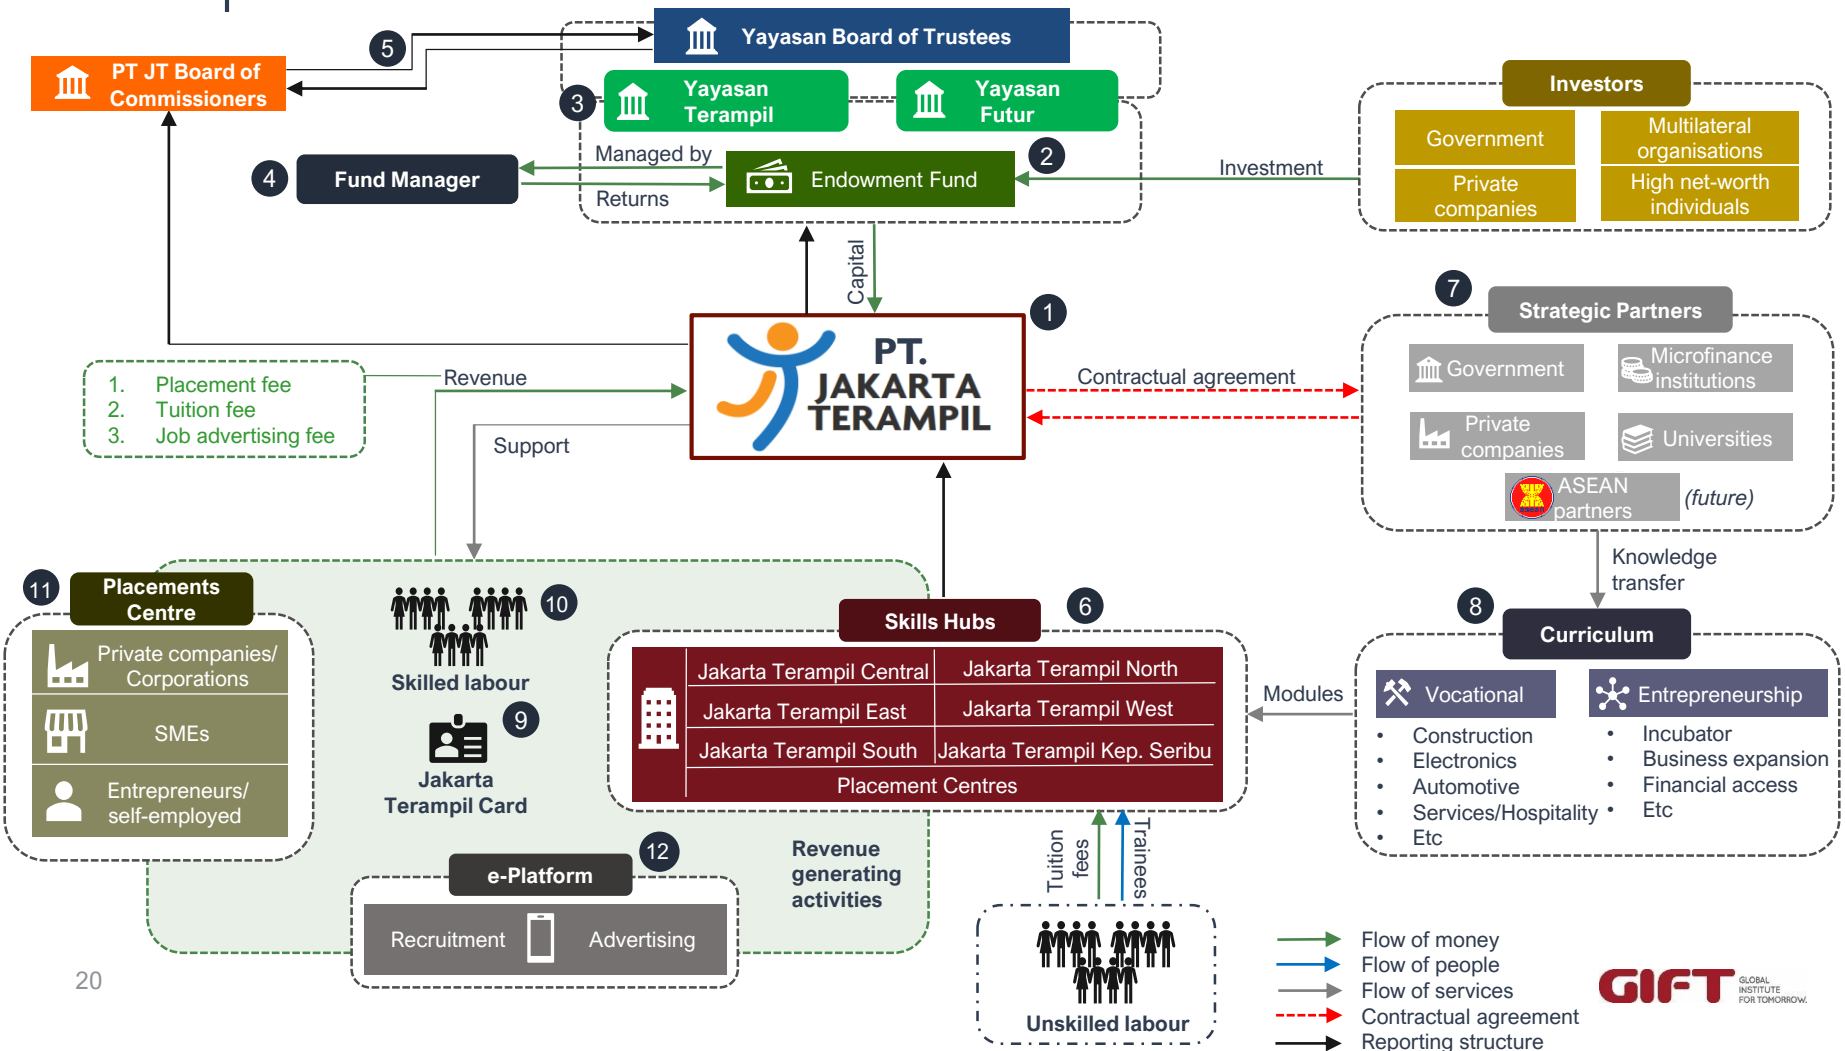 5
Yayasan Board of Trustees
PT JT Board of
Commissioners
Investors
3
Yayasan
Terampil
Yayasan
Futur
Government
Multilateral
organisations
Private
companies
High net-worth
individuals
4
Fund Manager
Managed by
Returns
2
Endowment Fund
Investment
Capital
7
Strategic Partners
1
PT.
JAKARTA
TERAMPIL
Government
Microfinance
institutions
Private
companies
Universities
ASEAN
partners
asean
(future)
Contractual agreement
1. Placement fee
2. Tuition fee
3. Job advertising fee
Revenue
Support
Knowledge
transfer
11
Placements
Centre
Private companies/
Corporations
SMEs
Entrepreneurs/
self-employed
10
Skilled labour
9
Jakarta
Terampil Card
6
Skills Hubs
Jakarta Terampil Central
Jakarta Terampil North
Jakarta Terampil East
Jakarta Terampil West
Jakarta Terampil South
Jakarta Terampil Kep. Seribu
Placement Centres
Modules
8
Curriculum
Vocational
• Construction
• Electronics
• Automotive
• Services/Hospitality
• Etc
Entrepreneurship
• Incubator
• Business expansion
• Financial access
• Etc
12
e-Platform
Recruitment
Advertising
Revenue
generating
activities
Tuition
fees
Trainees
Unskilled labour
Flow of money
Flow of people
Flow of services
Contractual agreement
Reporting structure
GIFT
GLOBAL
INSTITUTE
FOR TOMORROW.
20